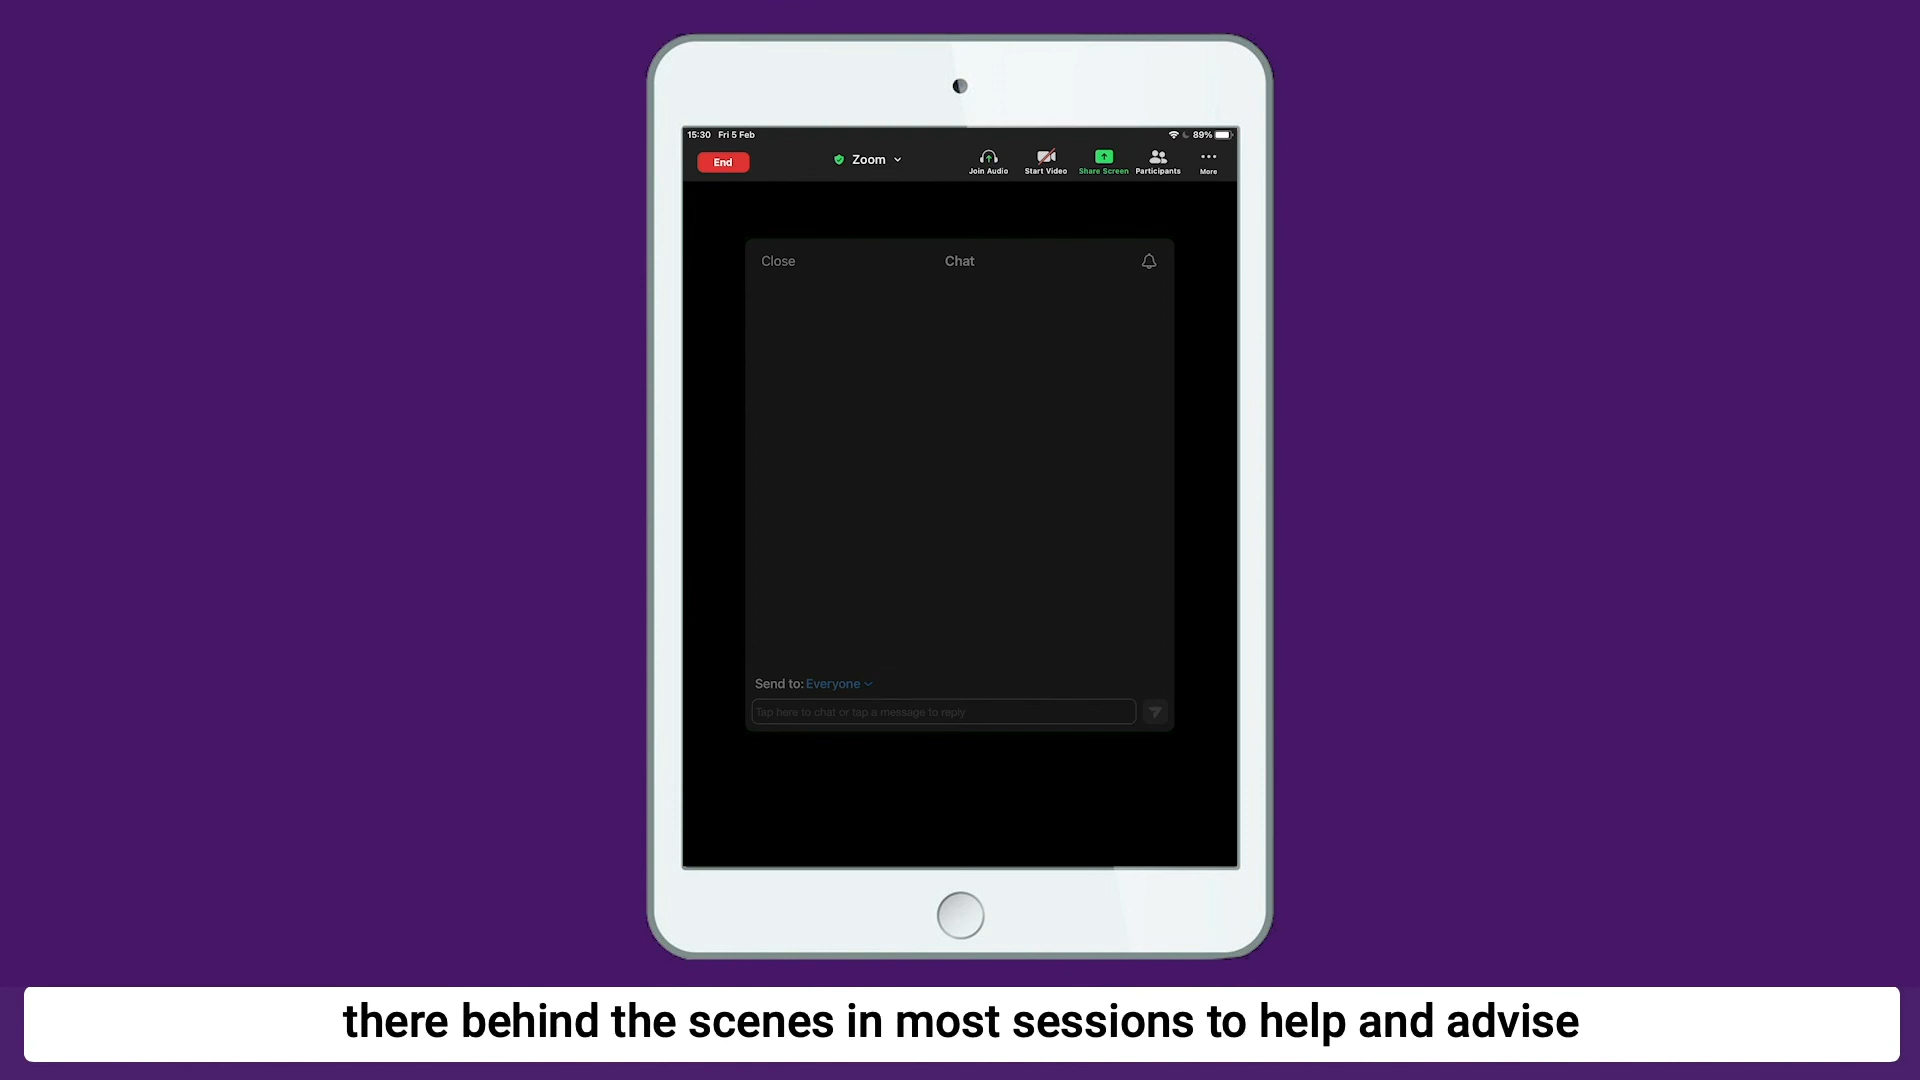 15:30 Fri 5 Feb 89%
End Zoom
Join Audio Start Video Share Screen Participants More
Close Chat
Send to: Everyone
Tap here to chat or tap a message to reply
there behind the scenes in most sessions to help and advise